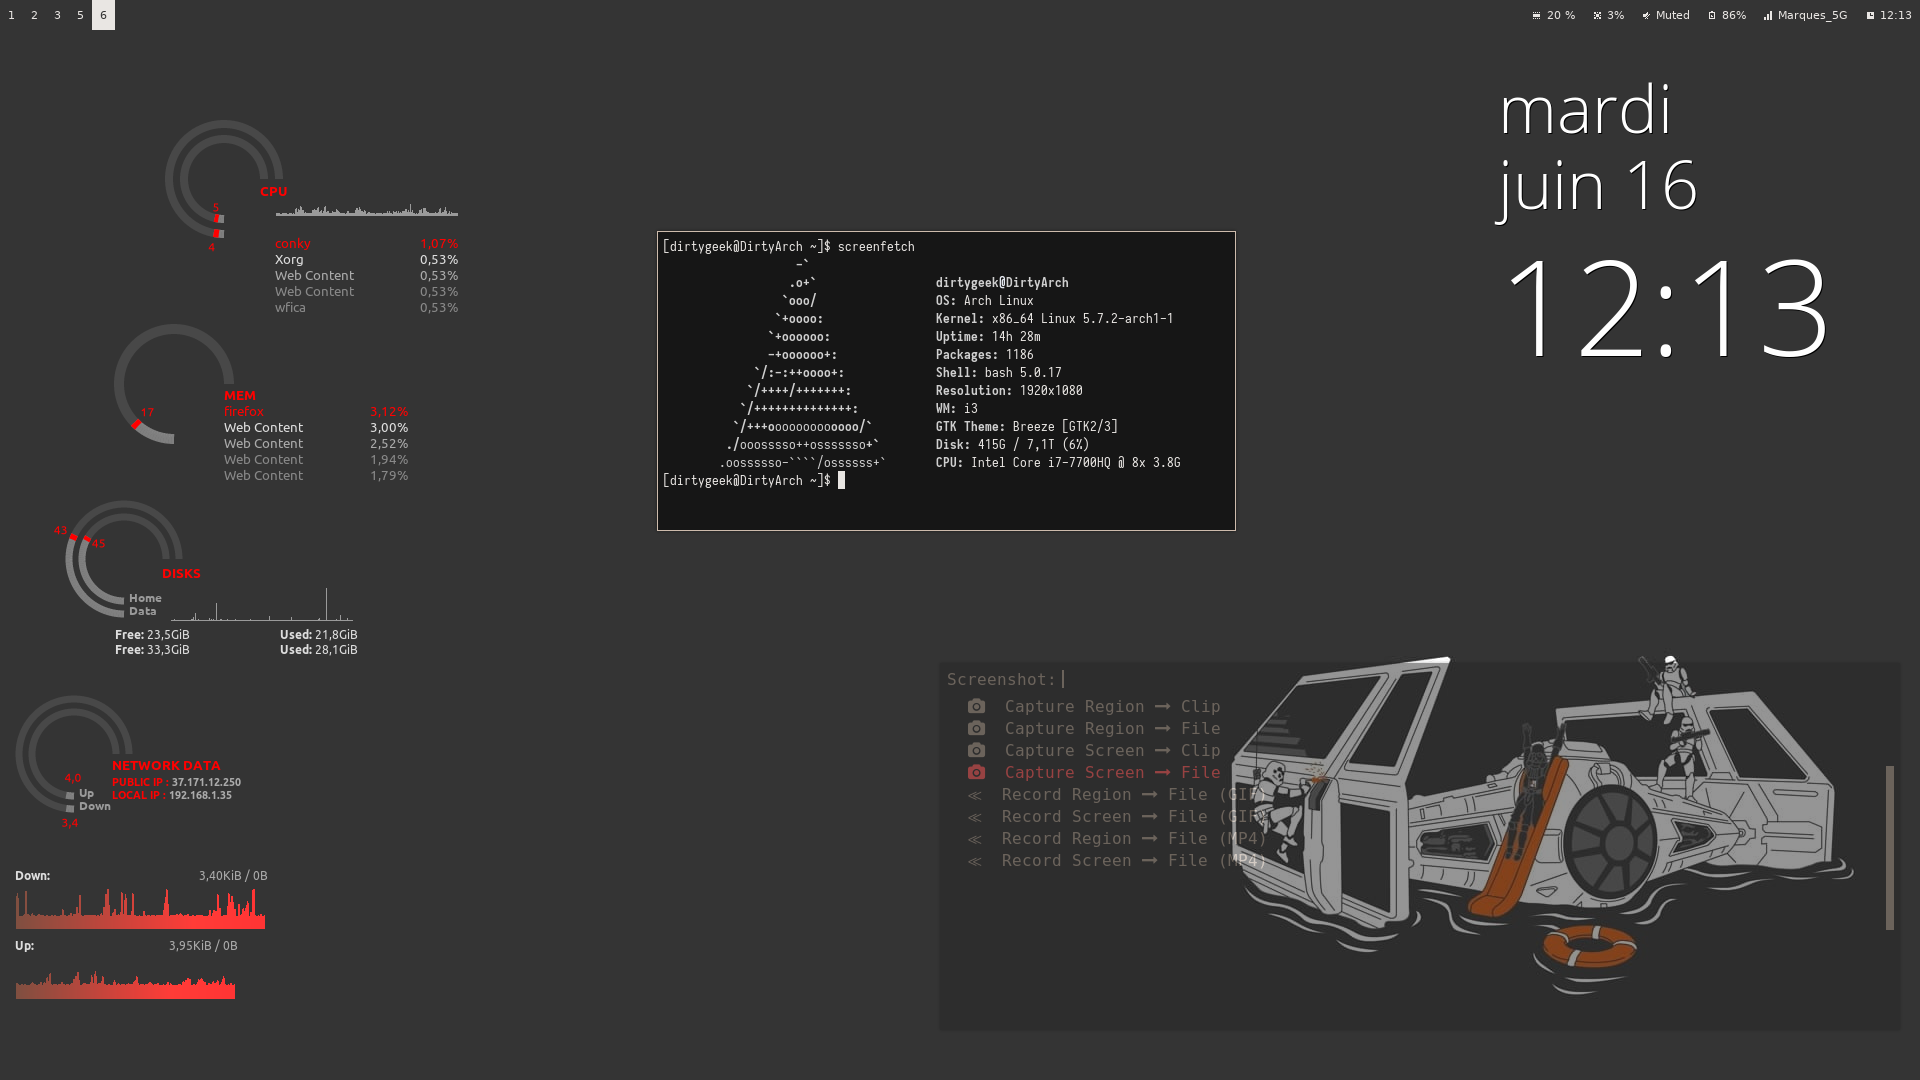 1 2 3 5 6
20 % 3% Muted 86% Marques_5G 12:13
mardi
juin 16
12:13
5
4
CPU
conky 1,07%
Xorg 0,53%
Web Content 0,53%
Web Content 0,53%
wfica 0,53%
17
MEM
firefox 3,12%
Web Content 3,00%
Web Content 2,52%
Web Content 1,94%
Web Content 1,79%
43
45
DISKS
Home
Data
Free: 23,5GiB Used: 21,8GiB
Free: 33,3GiB Used: 28,1GiB
NETWORK DATA
PUBLIC IP : 37.171.12.250
LOCAL IP : 192.168.1.35
4,0
Up
Down
3,4
Down: 3,40KiB / 0B
Up: 3,95KiB / 0B
[dirtygeek@DirtyArch ~]$ screenfetch
-`
.o+` dirtygeek@DirtyArch
`ooo/ OS: Arch Linux
`+oooo: Kernel: x86_64 Linux 5.7.2-arch1-1
`+oooooo: Uptime: 14h 28m
-+oooooo+: Packages: 1186
`/:-:++oooo+: Shell: bash 5.0.17
`/++++/+++++++: Resolution: 1920x1080
`/++++++++++++++: WM: i3
`/+++ooooooooooooo/` GTK Theme: Breeze [GTK2/3]
./ooosssso++osssssso+` Disk: 415G / 7,1T (6%)
.oossssso-````/ossssss+` CPU: Intel Core i7-7700HQ @ 8x 3.8G
[dirtygeek@DirtyArch ~]$
Screenshot:
Capture Region ⟶ Clip
Capture Region ⟶ File
Capture Screen ⟶ Clip
Capture Screen ⟶ File
≪ Record Region ⟶ File (GIF)
≪ Record Screen ⟶ File (GIF)
≪ Record Region ⟶ File (MP4)
≪ Record Screen ⟶ File (MP4)